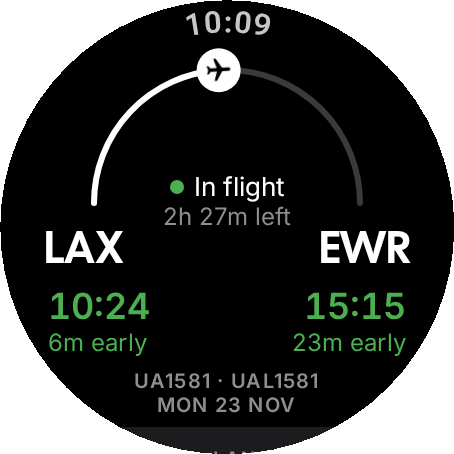 10:09
In flight
2h 27m left
LAX EWR
10:24 15:15
6m early 23m early
UA1581 · UAL1581
MON 23 NOV